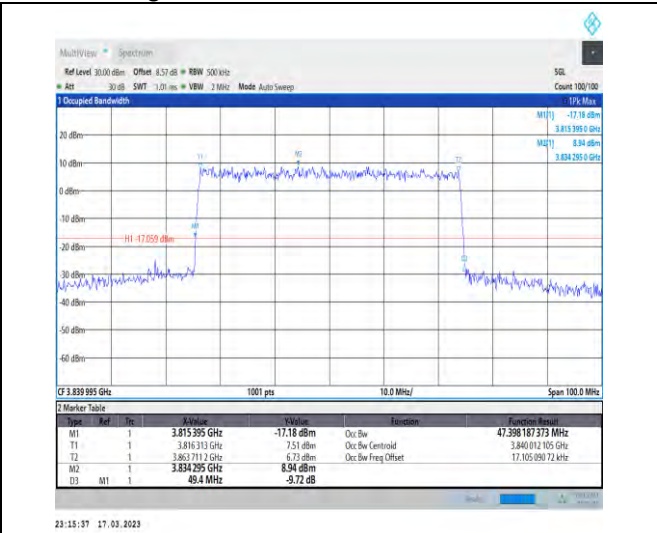 MultiView Spectrum
Ref Level 30.00 dBm Offset 8.57 dB RBW 500 kHz SGL
Att 30 dB SWT 1.01 ms VBW 2 MHz Mode Auto Sweep Count 100/100
1 Occupied Bandwidth 1Pk Max
M1[1] -17.18 dBm
3.815 395 0 GHz
M2[1] 8.94 dBm
3.834 295 0 GHz
20 dBm
T1 M2 T2
10 dBm
0 dBm
-10 dBm
M1
H1 -17.059 dBm
-20 dBm
D3
-30 dBm
-40 dBm
-50 dBm
-60 dBm
CF 3.839 995 GHz 1001 pts 10.0 MHz/ Span 100.0 MHz
2 Marker Table
Type Ref Trc X-Value Y-Value Function Function Result
M1 1 3.815395 GHz -17.18 dBm Occ Bw 47.398 187 373 MHz
T1 1 3.816 313 GHz 7.51 dBm Occ Bw Centroid 3.840 012 105 GHz
T2 1 3.863 711 2 GHz 6.73 dBm Occ Bw Freq Offset 17.105 090 72 kHz
M2 1 3.834 295 GHz 8.94 dBm
D3 M1 1 49.4 MHz -9.72 dB
23:15:37 17.03.2023